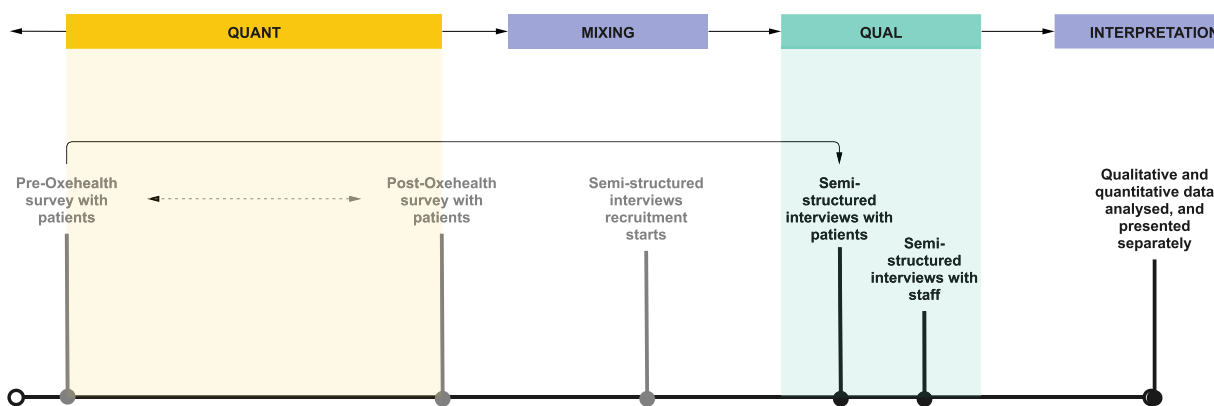 QUANT
MIXING
QUAL
INTERPRETATION
Pre-Oxehealth
survey with
patients
Post-Oxehealth
survey with
patients
Semi-structured
interviews
recruitment
starts
Semi-
structured
interviews with
patients
Semi-
structured
interviews with
staff
Qualitative and
quantitative data
analysed, and
presented
separately